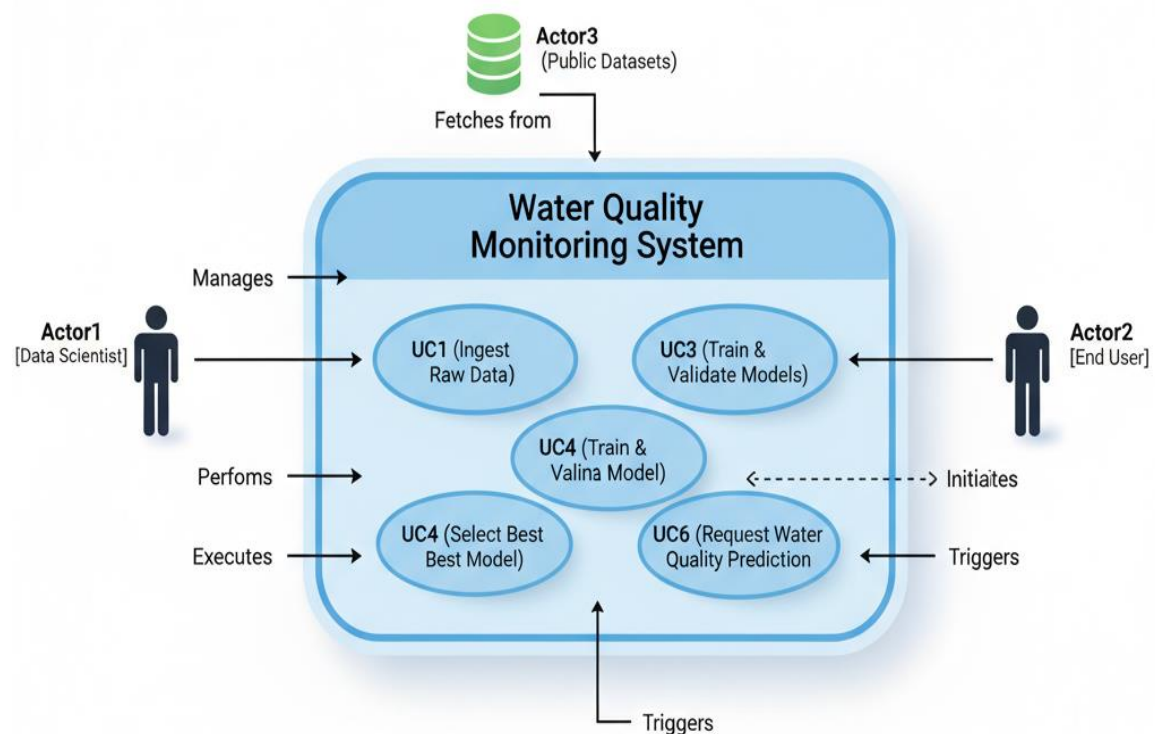 Actor3
(Public Datasets)
Fetches from
Water Quality
Monitoring System
Manages
Actor1
[Data Scientist]
UC1 (Ingest
Raw Data)
UC3 (Train &
Validate Models)
Actor2
[End User]
UC4 (Train &
Valina Model)
Perfoms
Initiates
UC4 (Select Best
Best Model)
UC6 (Request Water
Quality Prediction
Executes
Triggers
Triggers